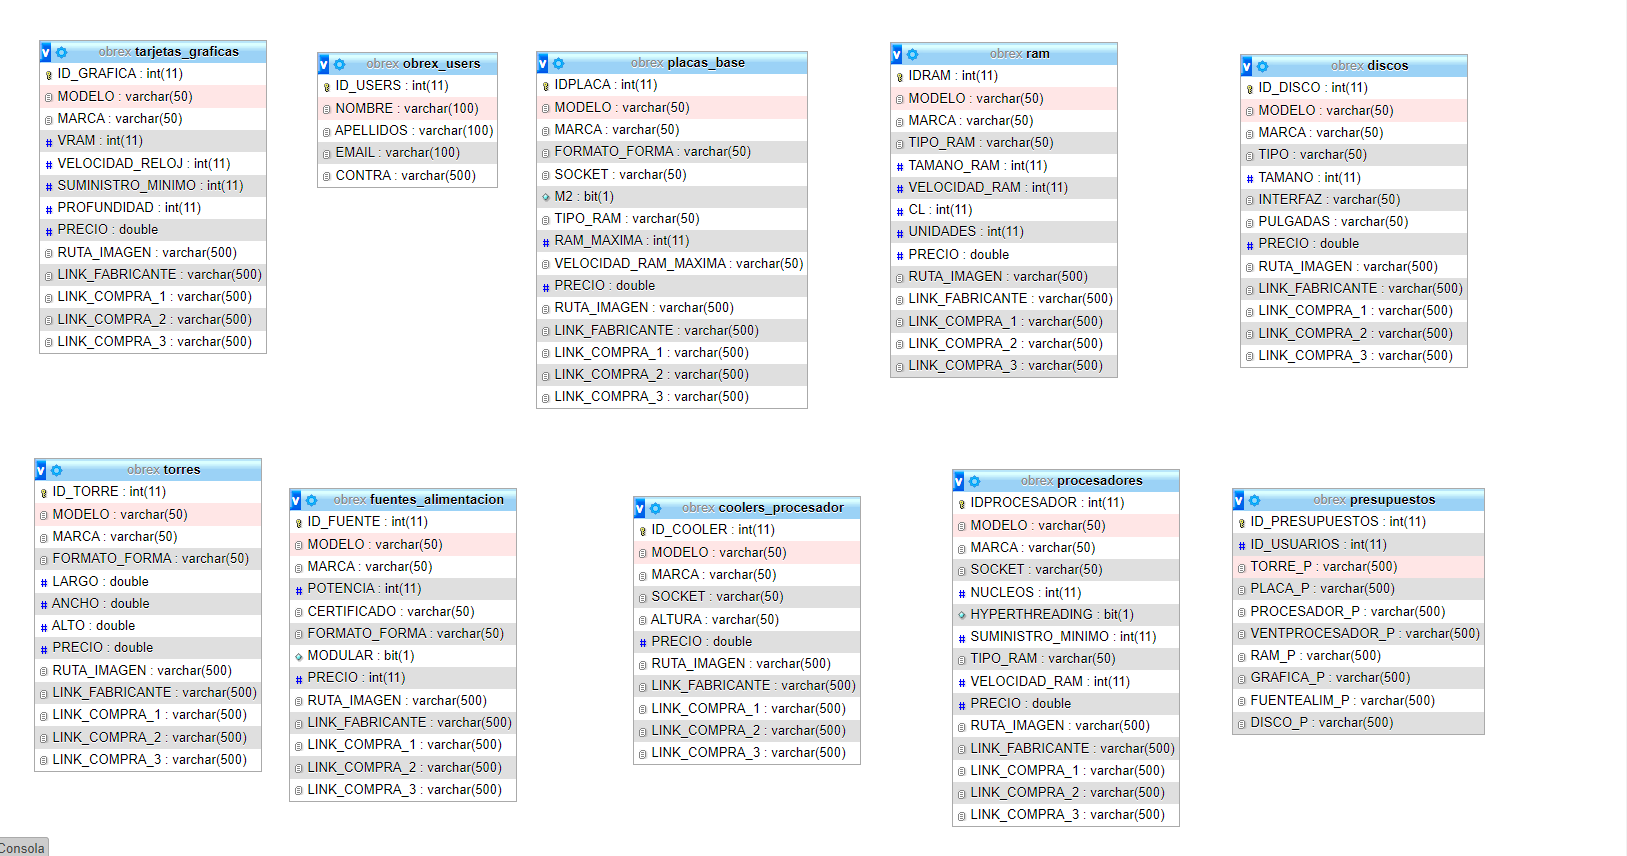 v obrex tarjetas_graficas
ID_GRAFICA : int(11)
MODELO : varchar(50)
MARCA : varchar(50)
# VRAM : int(11)
# VELOCIDAD_RELOJ : int(11)
# SUMINISTRO_MINIMO : int(11)
# PROFUNDIDAD : int(11)
# PRECIO : double
RUTA_IMAGEN : varchar(500)
LINK_FABRICANTE : varchar(500)
LINK_COMPRA_1 : varchar(500)
LINK_COMPRA_2 : varchar(500)
LINK_COMPRA_3 : varchar(500)
v obrex obrex_users
ID_USERS : int(11)
NOMBRE : varchar(100)
APELLIDOS : varchar(100)
EMAIL : varchar(100)
CONTRA : varchar(500)
v obrex placas_base
IDPLACA : int(11)
MODELO : varchar(50)
MARCA : varchar(50)
FORMATO_FORMA : varchar(50)
SOCKET : varchar(50)
M2 : bit(1)
TIPO_RAM : varchar(50)
# RAM_MAXIMA : int(11)
VELOCIDAD_RAM_MAXIMA : varchar(50)
# PRECIO : double
RUTA_IMAGEN : varchar(500)
LINK_FABRICANTE : varchar(500)
LINK_COMPRA_1 : varchar(500)
LINK_COMPRA_2 : varchar(500)
LINK_COMPRA_3 : varchar(500)
v obrex ram
IDRAM : int(11)
MODELO : varchar(50)
MARCA : varchar(50)
TIPO_RAM : varchar(50)
# TAMANO_RAM : int(11)
# VELOCIDAD_RAM : int(11)
# CL : int(11)
# UNIDADES : int(11)
# PRECIO : double
RUTA_IMAGEN : varchar(500)
LINK_FABRICANTE : varchar(500)
LINK_COMPRA_1 : varchar(500)
LINK_COMPRA_2 : varchar(500)
LINK_COMPRA_3 : varchar(500)
v obrex discos
ID_DISCO : int(11)
MODELO : varchar(50)
MARCA : varchar(50)
TIPO : varchar(50)
# TAMANO : int(11)
INTERFAZ : varchar(50)
PULGADAS : varchar(50)
# PRECIO : double
RUTA_IMAGEN : varchar(500)
LINK_FABRICANTE : varchar(500)
LINK_COMPRA_1 : varchar(500)
LINK_COMPRA_2 : varchar(500)
LINK_COMPRA_3 : varchar(500)
v obrex torres
ID_TORRE : int(11)
MODELO : varchar(50)
MARCA : varchar(50)
FORMATO_FORMA : varchar(50)
# LARGO : double
# ANCHO : double
# ALTO : double
# PRECIO : double
RUTA_IMAGEN : varchar(500)
LINK_FABRICANTE : varchar(500)
LINK_COMPRA_1 : varchar(500)
LINK_COMPRA_2 : varchar(500)
LINK_COMPRA_3 : varchar(500)
v obrex fuentes_alimentacion
ID_FUENTE : int(11)
MODELO : varchar(50)
MARCA : varchar(50)
# POTENCIA : int(11)
CERTIFICADO : varchar(50)
FORMATO_FORMA : varchar(50)
MODULAR : bit(1)
# PRECIO : int(11)
RUTA_IMAGEN : varchar(500)
LINK_FABRICANTE : varchar(500)
LINK_COMPRA_1 : varchar(500)
LINK_COMPRA_2 : varchar(500)
LINK_COMPRA_3 : varchar(500)
v obrex coolers_procesador
ID_COOLER : int(11)
MODELO : varchar(50)
MARCA : varchar(50)
SOCKET : varchar(50)
ALTURA : varchar(50)
# PRECIO : double
RUTA_IMAGEN : varchar(500)
LINK_FABRICANTE : varchar(500)
LINK_COMPRA_1 : varchar(500)
LINK_COMPRA_2 : varchar(500)
LINK_COMPRA_3 : varchar(500)
v obrex procesadores
IDPROCESADOR : int(11)
MODELO : varchar(50)
MARCA : varchar(50)
SOCKET : varchar(50)
# NUCLEOS : int(11)
HYPERTHREADING : bit(1)
# SUMINISTRO_MINIMO : int(11)
TIPO_RAM : varchar(50)
# VELOCIDAD_RAM : int(11)
# PRECIO : double
RUTA_IMAGEN : varchar(500)
LINK_FABRICANTE : varchar(500)
LINK_COMPRA_1 : varchar(500)
LINK_COMPRA_2 : varchar(500)
LINK_COMPRA_3 : varchar(500)
v obrex presupuestos
ID_PRESUPUESTOS : int(11)
# ID_USUARIOS : int(11)
TORRE_P : varchar(500)
PLACA_P : varchar(500)
PROCESADOR_P : varchar(500)
VENTPROCESADOR_P : varchar(500)
RAM_P : varchar(500)
GRAFICA_P : varchar(500)
FUENTEALIM_P : varchar(500)
DISCO_P : varchar(500)
Consola